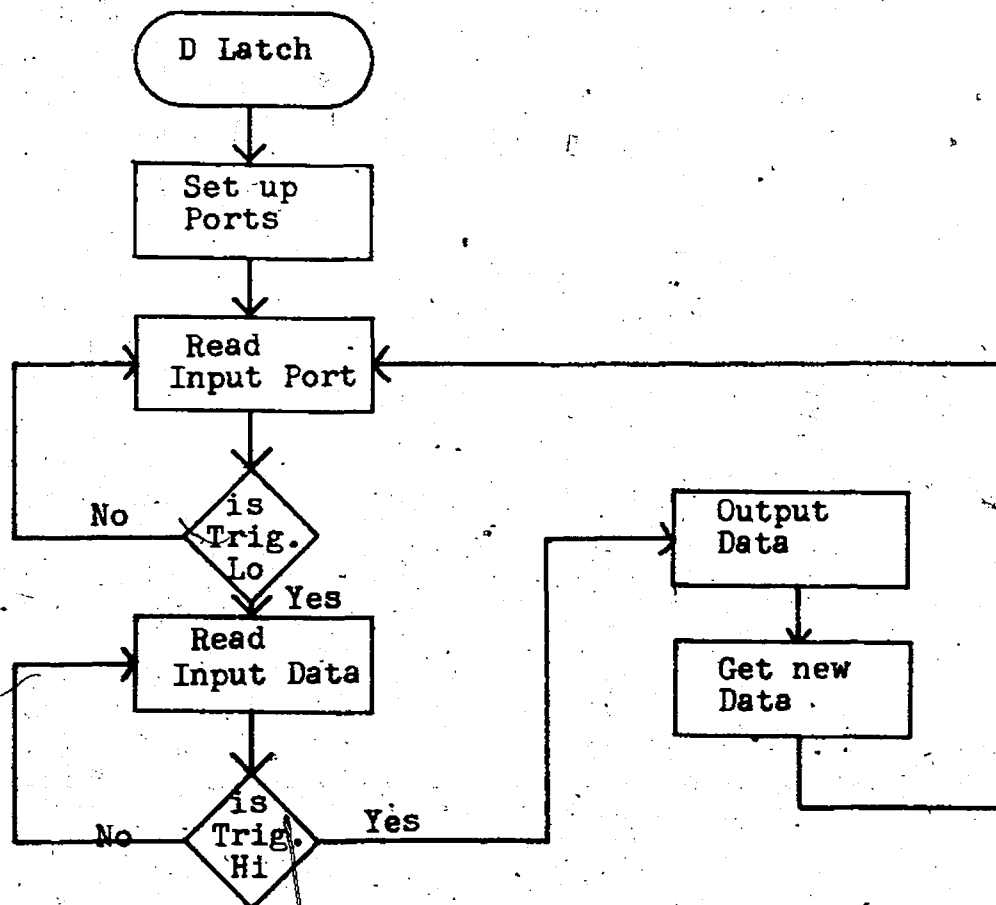 D Latch
Set up
Ports
Read
Input Port
is
Trig.
Lo
No
Yes
Read
Input Data
is
Trig.
Hi
No
Yes
Output
Data
Get new
Data